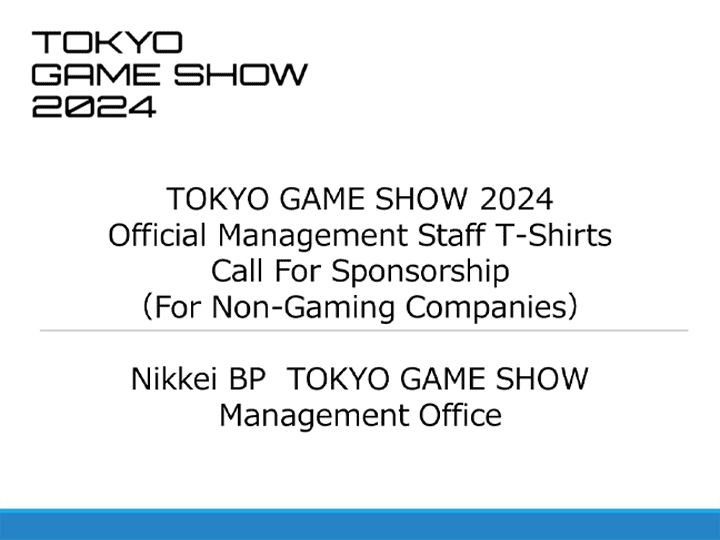 TOKYO
GAME SHOW
2024
TOKYO GAME SHOW 2024
Official Management Staff T-Shirts
Call For Sponsorship
（For Non-Gaming Companies）
Nikkei BP  TOKYO GAME SHOW
Management Office